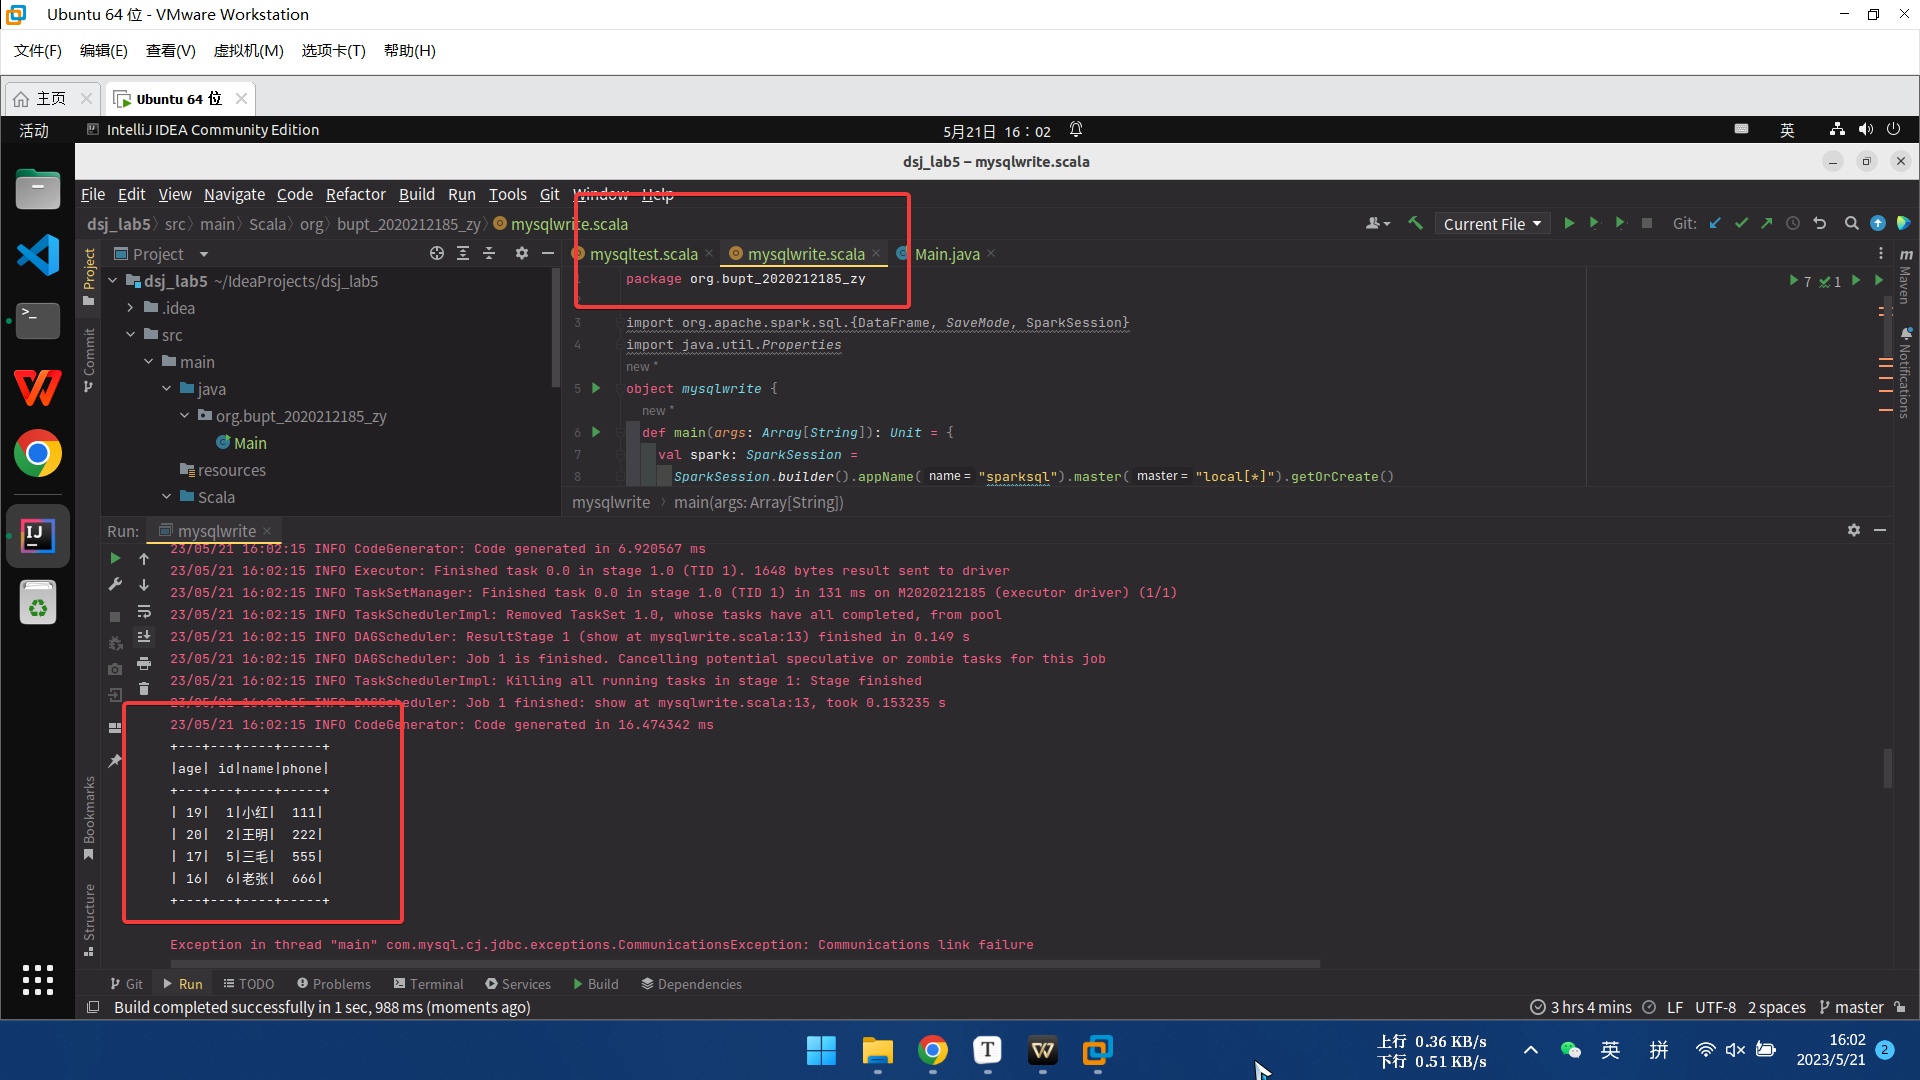 Ubuntu 64 位 - VMware Workstation
文件(F) 编辑(E) 查看(V) 虚拟机(M) 选项卡(T) 帮助(H)
主页 Ubuntu 64 位
活动 IntelliJ IDEA Community Edition 5月21日 16：02 英
dsj_lab5 – mysqlwrite.scala
File Edit View Navigate Code Refactor Build Run Tools Git Window Help
dsj_lab5 src main Scala org bupt_2020212185_zy mysqlwrite.scala Current File Git:
Project mysqltest.scala mysqlwrite.scala Main.java
Project
Commit
Bookmarks
Structure
m
Maven
Notifications
dsj_lab5 ~/IdeaProjects/dsj_lab5
.idea
src
main
java
org.bupt_2020212185_zy
Main
resources
Scala
package org.bupt_2020212185_zy
7 1
3 import org.apache.spark.sql.{DataFrame, SaveMode, SparkSession}
4 import java.util.Properties
new *
5 object mysqlwrite {
new *
6 def main(args: Array[String]): Unit = {
7 val spark: SparkSession =
8 SparkSession.builder().appName( name = "sparksql").master( master = "local[*]").getOrCreate()
mysqlwrite main(args: Array[String])
Run: mysqlwrite
23/05/21 16:02:15 INFO CodeGenerator: Code generated in 6.920567 ms
23/05/21 16:02:15 INFO Executor: Finished task 0.0 in stage 1.0 (TID 1). 1648 bytes result sent to driver
23/05/21 16:02:15 INFO TaskSetManager: Finished task 0.0 in stage 1.0 (TID 1) in 131 ms on M2020212185 (executor driver) (1/1)
23/05/21 16:02:15 INFO TaskSchedulerImpl: Removed TaskSet 1.0, whose tasks have all completed, from pool
23/05/21 16:02:15 INFO DAGScheduler: ResultStage 1 (show at mysqlwrite.scala:13) finished in 0.149 s
23/05/21 16:02:15 INFO DAGScheduler: Job 1 is finished. Cancelling potential speculative or zombie tasks for this job
23/05/21 16:02:15 INFO TaskSchedulerImpl: Killing all running tasks in stage 1: Stage finished
23/05/21 16:02:15 INFO DAGScheduler: Job 1 finished: show at mysqlwrite.scala:13, took 0.153235 s
23/05/21 16:02:15 INFO CodeGenerator: Code generated in 16.474342 ms
+---+---+----+-----+
|age| id|name|phone|
+---+---+----+-----+
| 19|  1|小红|  111|
| 20|  2|王明|  222|
| 17|  5|三毛|  555|
| 16|  6|老张|  666|
+---+---+----+-----+
Exception in thread "main" com.mysql.cj.jdbc.exceptions.CommunicationsException: Communications link failure
Git Run TODO Problems Terminal Services Build Dependencies
Build completed successfully in 1 sec, 988 ms (moments ago) 3 hrs 4 mins LF UTF-8 2 spaces master
上行 0.36 KB/s
下行 0.51 KB/s
英 拼
16:02
2023/5/21
2